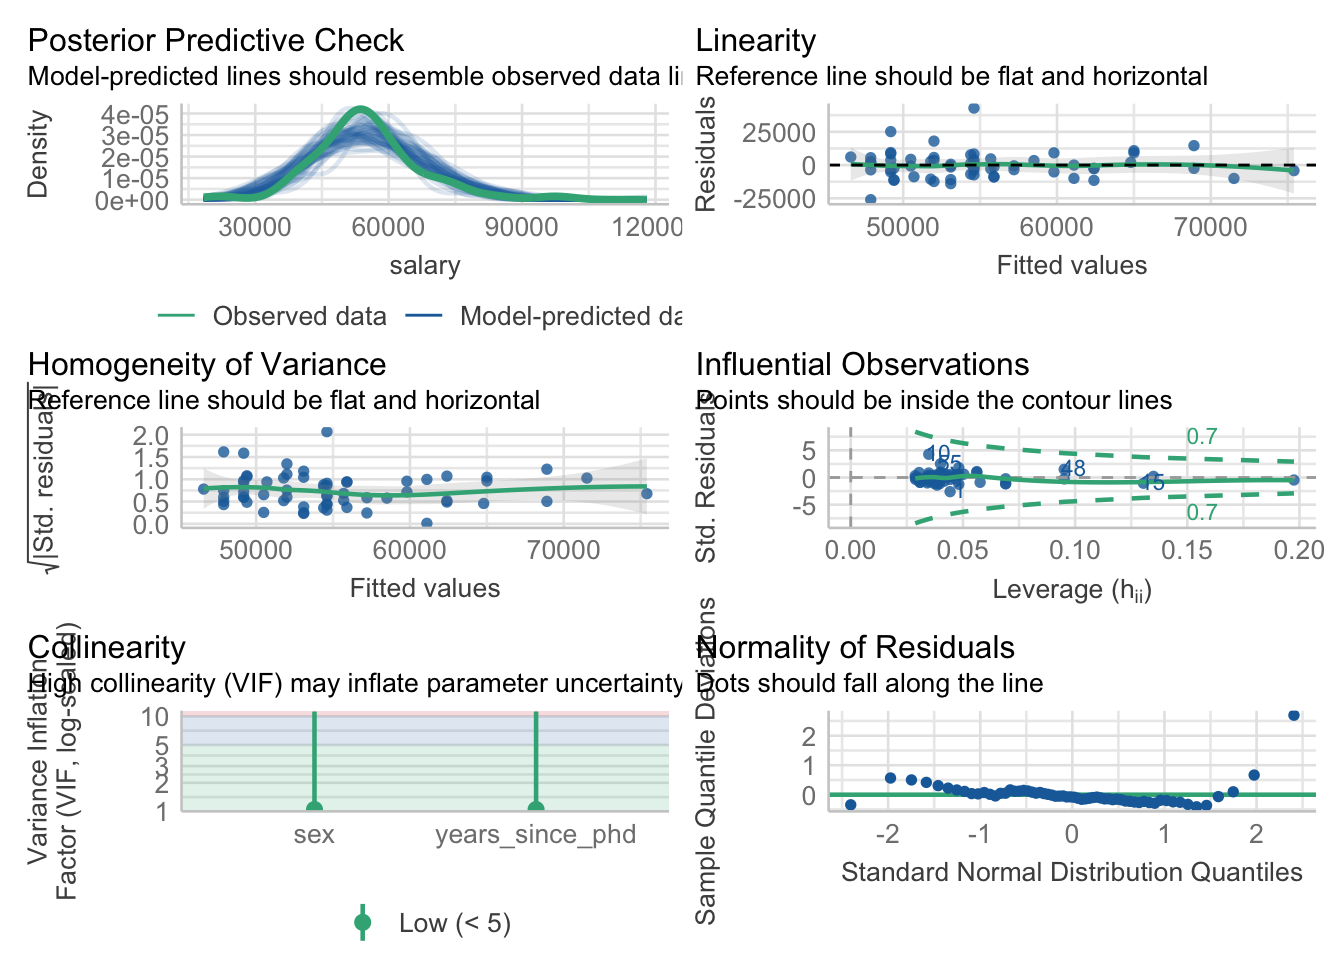 Posterior Predictive Check
Model-predicted lines should resemble observed data li
Density
4e-05
3e-05
2e-05
1e-05
0e+00
30000
60000
90000
12000
salary
Observed data
Model-predicted da
Linearity
Reference line should be flat and horizontal
Residuals
25000
0
-25000
50000
60000
70000
Fitted values
Homogeneity of Variance
Reference line should be flat and horizontal
√|Std. residuals|
2.0
1.5
1.0
0.5
0.0
50000
60000
70000
Fitted values
Influential Observations
Points should be inside the contour lines
Std. Residuals
5
0
-5
0.7
0.7
10
48
15
1
0.00
0.05
0.10
0.15
0.20
Leverage (hii)
Collinearity
High collinearity (VIF) may inflate parameter uncertainty
Variance Inflation
Factor (VIF, log-scaled)
10
5
3
2
1
sex
years_since_phd
Low (< 5)
Normality of Residuals
Dots should fall along the line
Sample Quantile Deviations
2
1
0
-2
-1
0
1
2
Standard Normal Distribution Quantiles